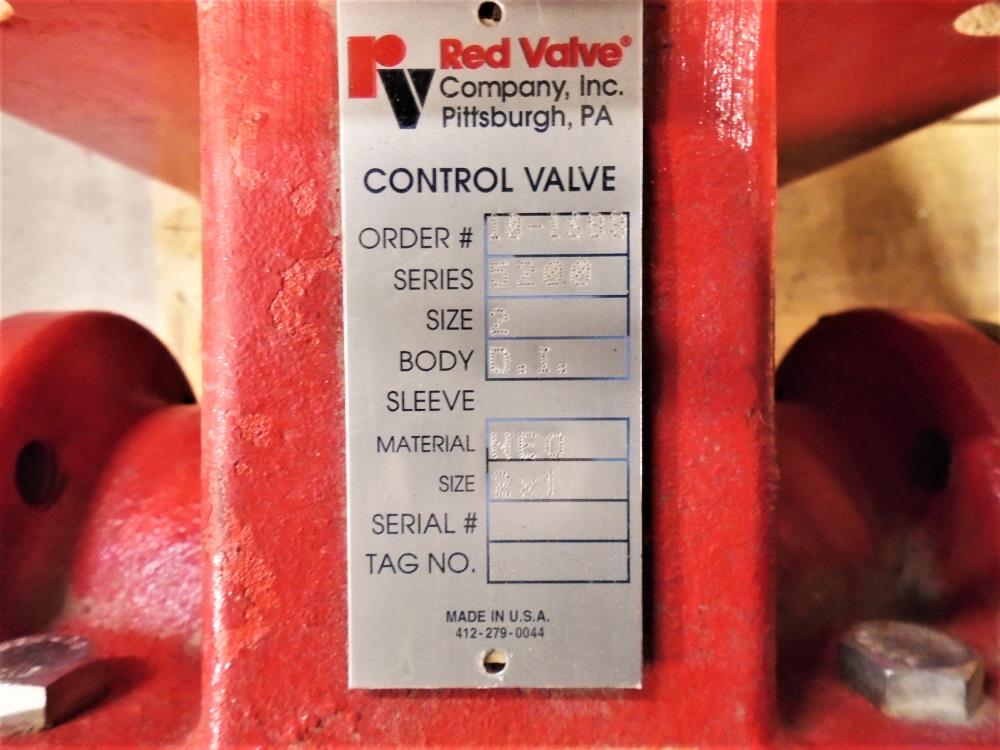 rv Red Valve®
Company, Inc.
Pittsburgh, PA
CONTROL VALVE
ORDER #
SERIES 5200
SIZE 2
BODY D.I.
SLEEVE
MATERIAL NEO
SIZE 2x1
SERIAL #
TAG NO.
MADE IN U.S.A.
412-279-0044